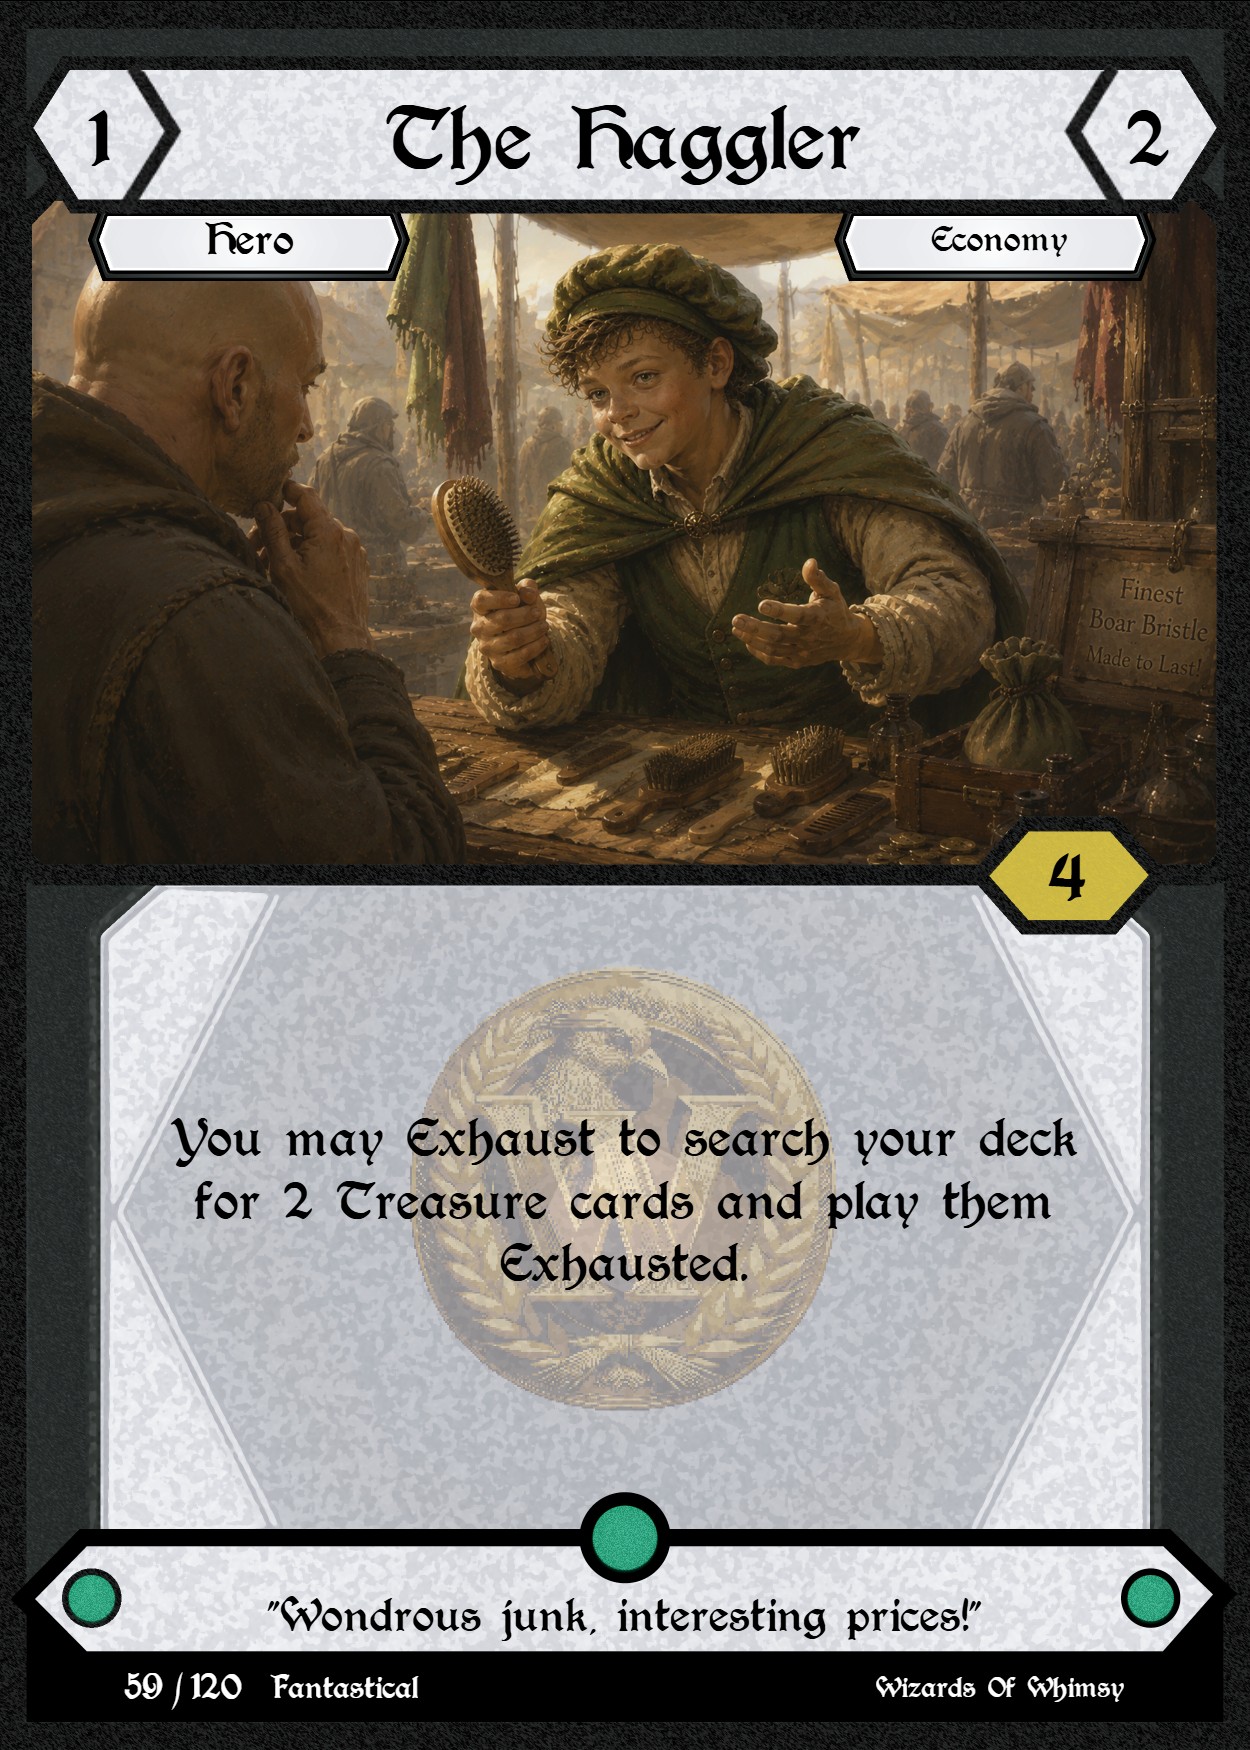 1
The Haggler
2
Hero
Economy
Finest
Boar Bristle
Made to Last!
4
You may Exhaust to search your deck
for 2 Treasure cards and play them
Exhausted.
W
"Wondrous junk, interesting prices!"
59 / 120 Fantastical
Wizards Of Whimsy